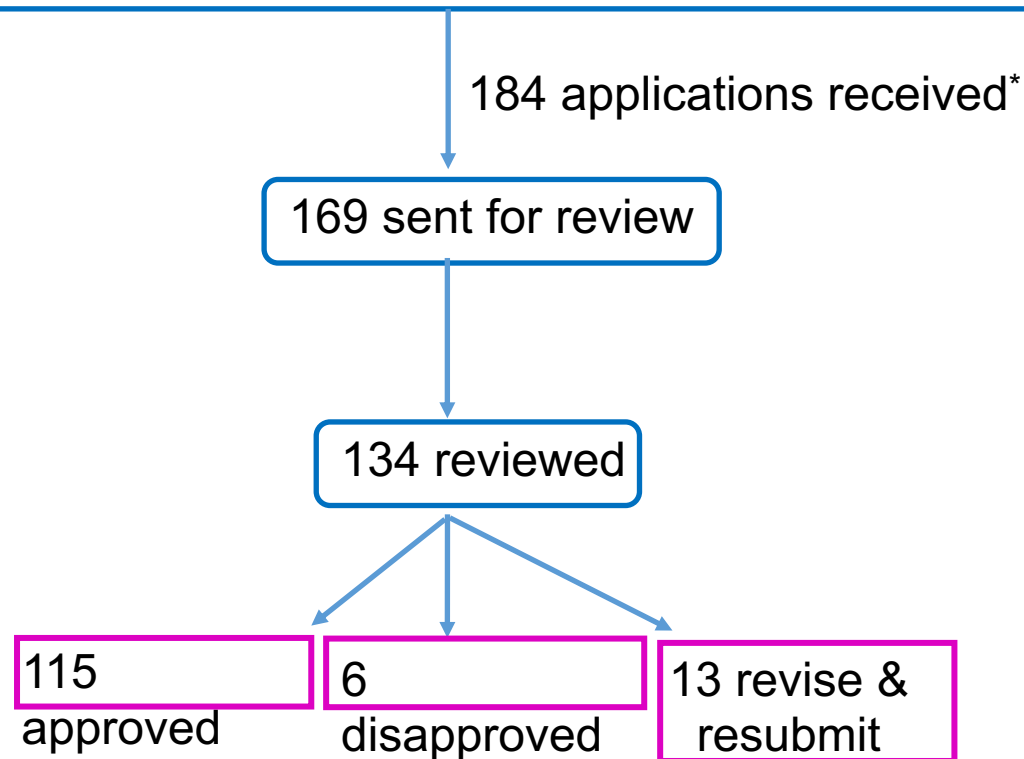 184 applications received*
169 sent for review
134 reviewed
115
approved
6
disapproved
13 revise &
resubmit